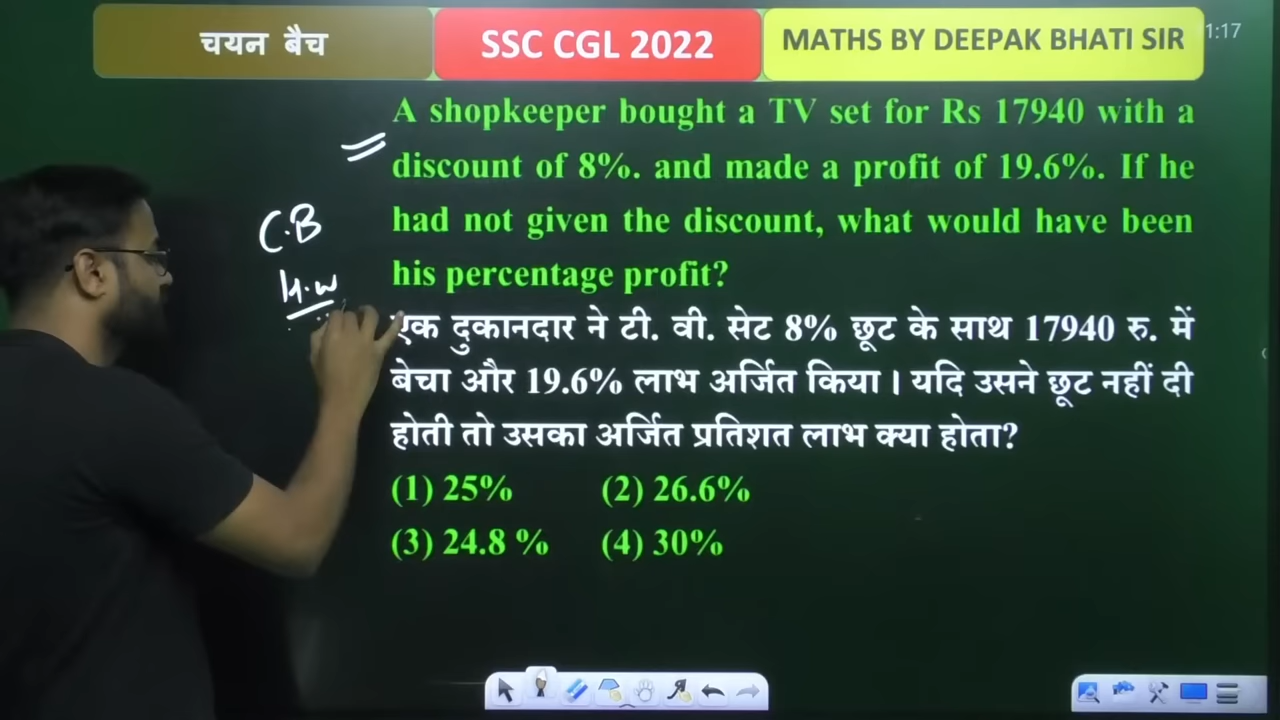 चयन बैच
SSC CGL 2022
MATHS BY DEEPAK BHATI SIR
1:17
A shopkeeper bought a TV set for Rs 17940 with a
discount of 8%. and made a profit of 19.6%. If he
had not given the discount, what would have been
his percentage profit?
C.B
H.W
एक दुकानदार ने टी. वी. सेट 8% छूट के साथ 17940 रु. में
बेचा और 19.6% लाभ अर्जित किया। यदि उसने छूट नहीं दी
होती तो उसका अर्जित प्रतिशत लाभ क्या होता?
(1) 25% (2) 26.6%
(3) 24.8 % (4) 30%